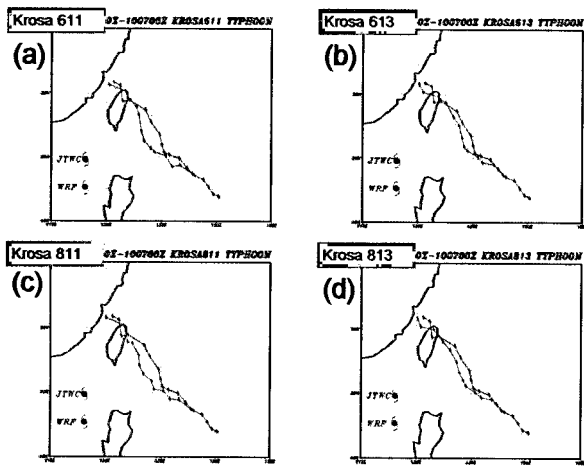 Krosa 611
0Z-100700Z KROSA611 TYPHOON
(a)
JTWC
WRF
Krosa 613
0Z-100700Z KROSA613 TYPHOON
(b)
JTWC
WRF
Krosa 811
0Z-100700Z KROSA811 TYPHOON
(c)
JTWC
WRF
Krosa 813
0Z-100700Z KROSA813 TYPHOON
(d)
JTWC
WRF